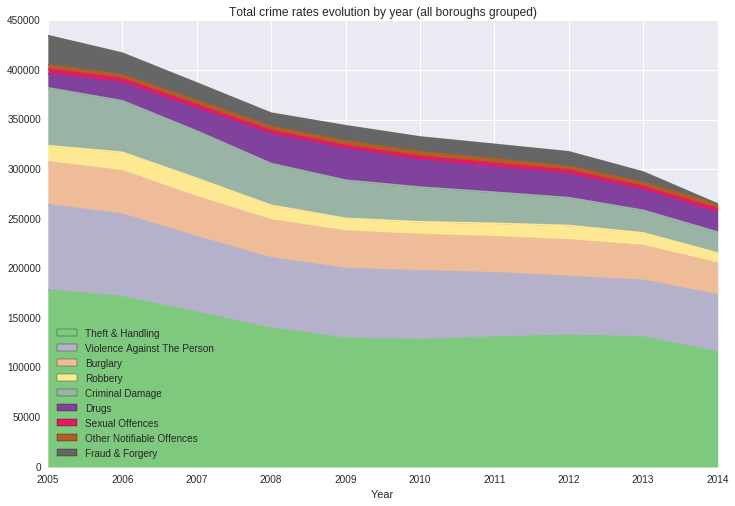 Total crime rates evolution by year (all boroughs grouped)
450000
400000
350000
300000
250000
200000
150000
100000
50000
0
Theft & Handling
Violence Against The Person
Burglary
Robbery
Criminal Damage
Drugs
Sexual Offences
Other Notifiable Offences
Fraud & Forgery
2005 2006 2007 2008 2009 2010 2011 2012 2013 2014
Year